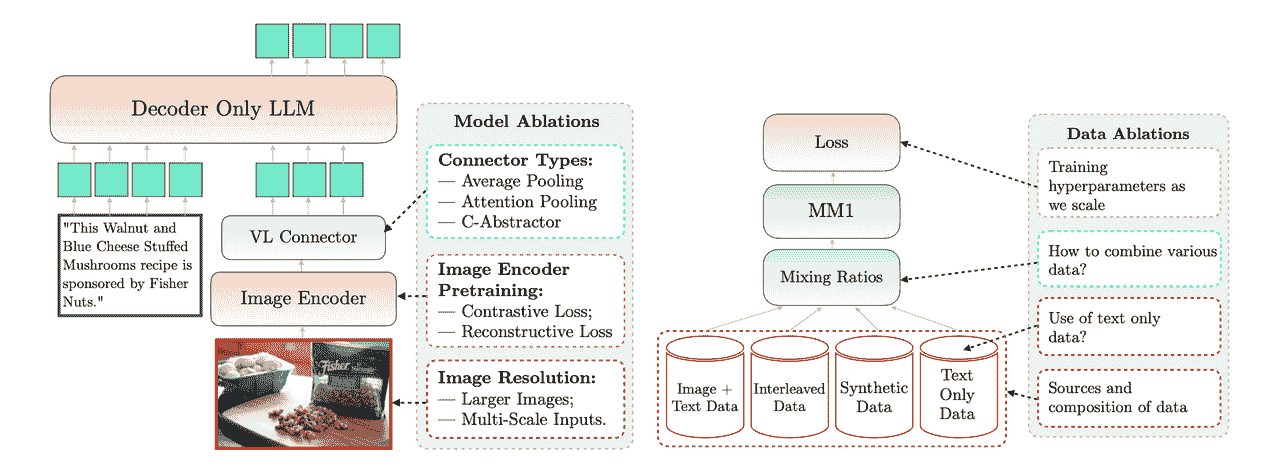 Decoder Only LLM
"This Walnut and
Blue Cheese Stuffed
Mushrooms recipe is
sponsored by Fisher
Nuts."
VL Connector
Image Encoder
fisher
Model Ablations
Connector Types:
— Average Pooling
— Attention Pooling
— C-Abstractor
Image Encoder
Pretraining:
— Contrastive Loss;
— Reconstructive Loss
Image Resolution:
— Larger Images;
— Multi-Scale Inputs.
Loss
MM1
Mixing Ratios
Image +
Text Data
Interleaved
Data
Synthetic
Data
Text
Only
Data
Data Ablations
Training
hyperparameters as
we scale
How to combine various
data?
Use of text only
data?
Sources and
composition of data